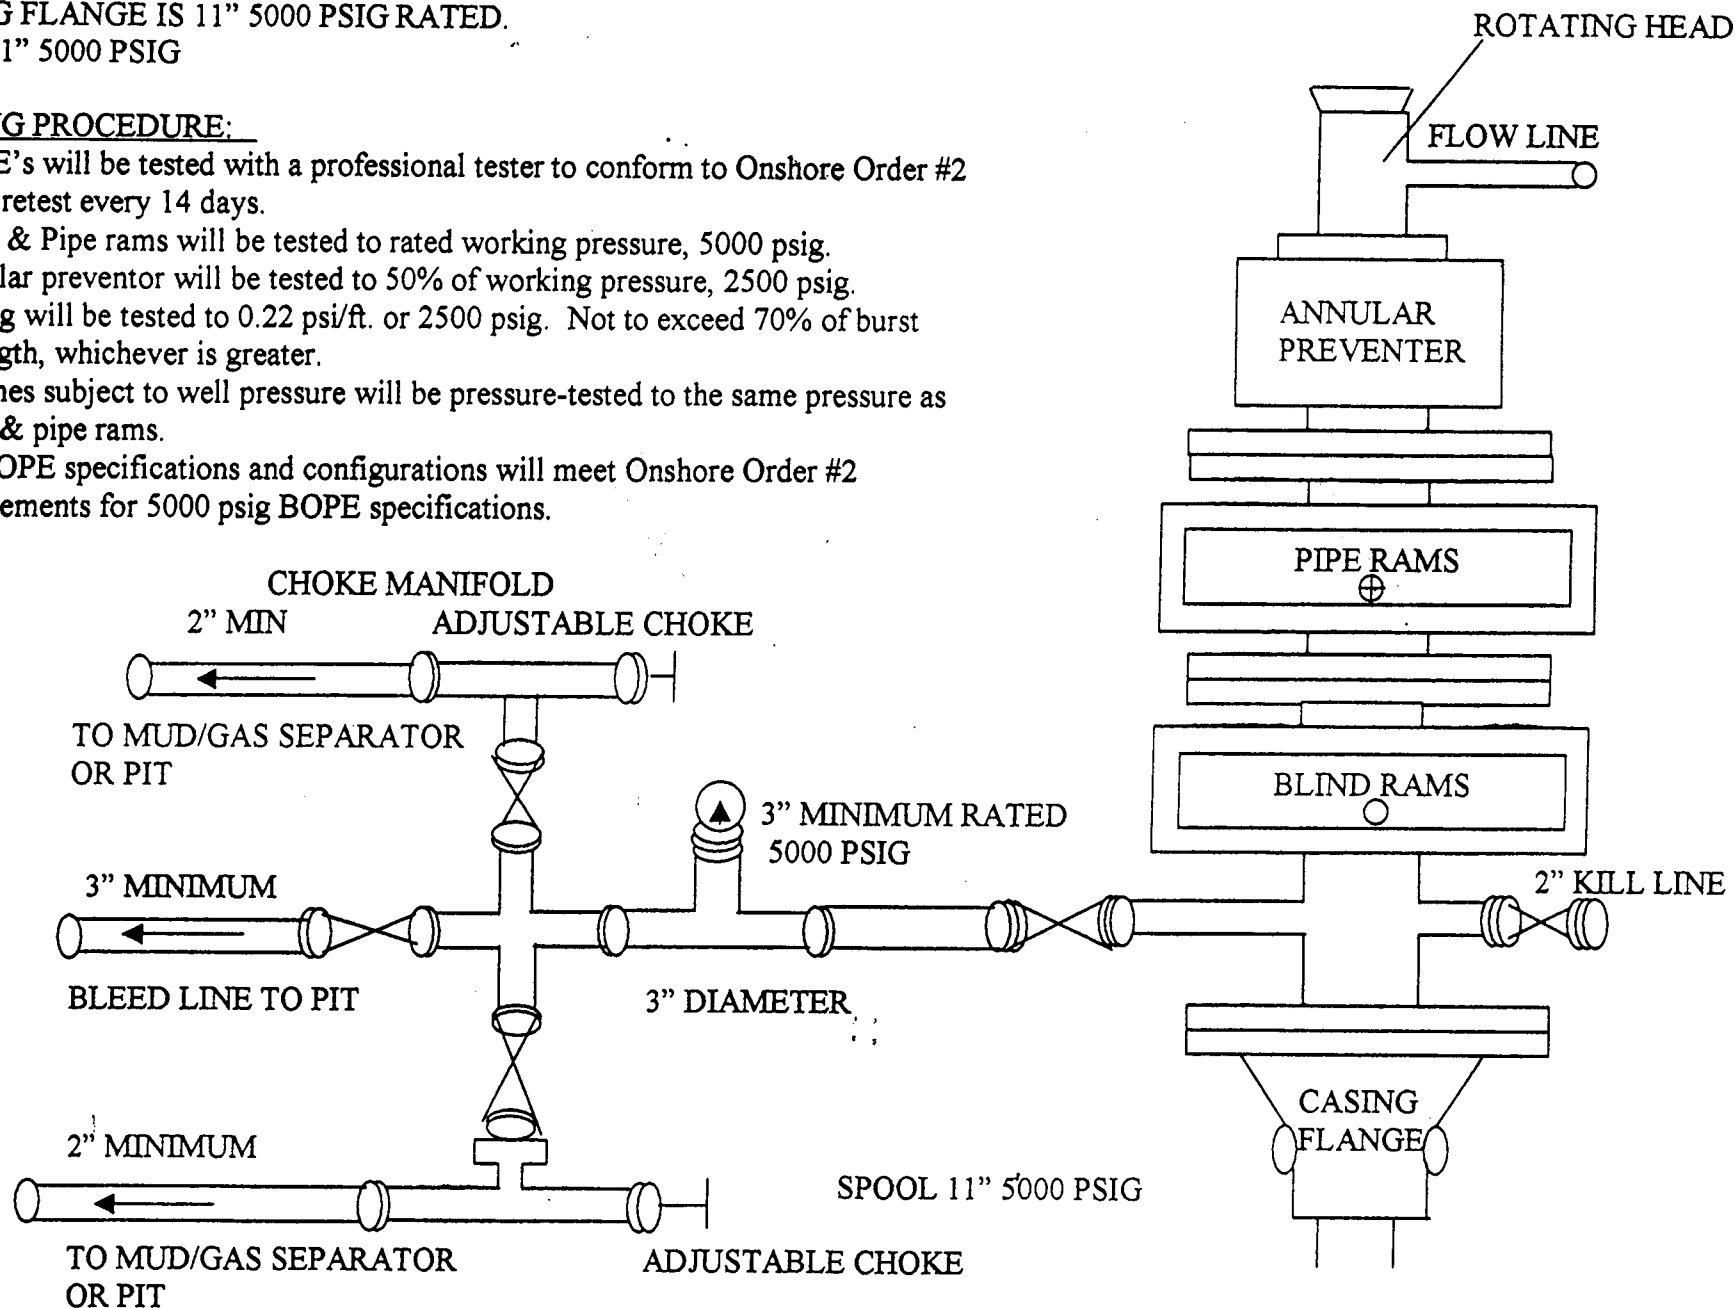 G FLANGE IS 11” 5000 PSIG RATED.
1” 5000 PSIG
NG PROCEDURE:
E’s will be tested with a professional tester to conform to Onshore Order #2
retest every 14 days.
& Pipe rams will be tested to rated working pressure, 5000 psig.
lar preventor will be tested to 50% of working pressure, 2500 psig.
g will be tested to 0.22 psi/ft. or 2500 psig. Not to exceed 70% of burst
gth, whichever is greater.
nes subject to well pressure will be pressure-tested to the same pressure as
& pipe rams.
OPE specifications and configurations will meet Onshore Order #2
ements for 5000 psig BOPE specifications.
ROTATING HEAD
FLOW LINE
ANNULAR
PREVENTER
PIPE RAMS
BLIND RAMS
2” KILL LINE
CASING
FLANGE
CHOKE MANIFOLD
2” MIN
ADJUSTABLE CHOKE
TO MUD/GAS SEPARATOR
OR PIT
3” MINIMUM RATED
5000 PSIG
3” MINIMUM
BLEED LINE TO PIT
3” DIAMETER
2” MINIMUM
SPOOL 11” 5000 PSIG
TO MUD/GAS SEPARATOR
OR PIT
ADJUSTABLE CHOKE